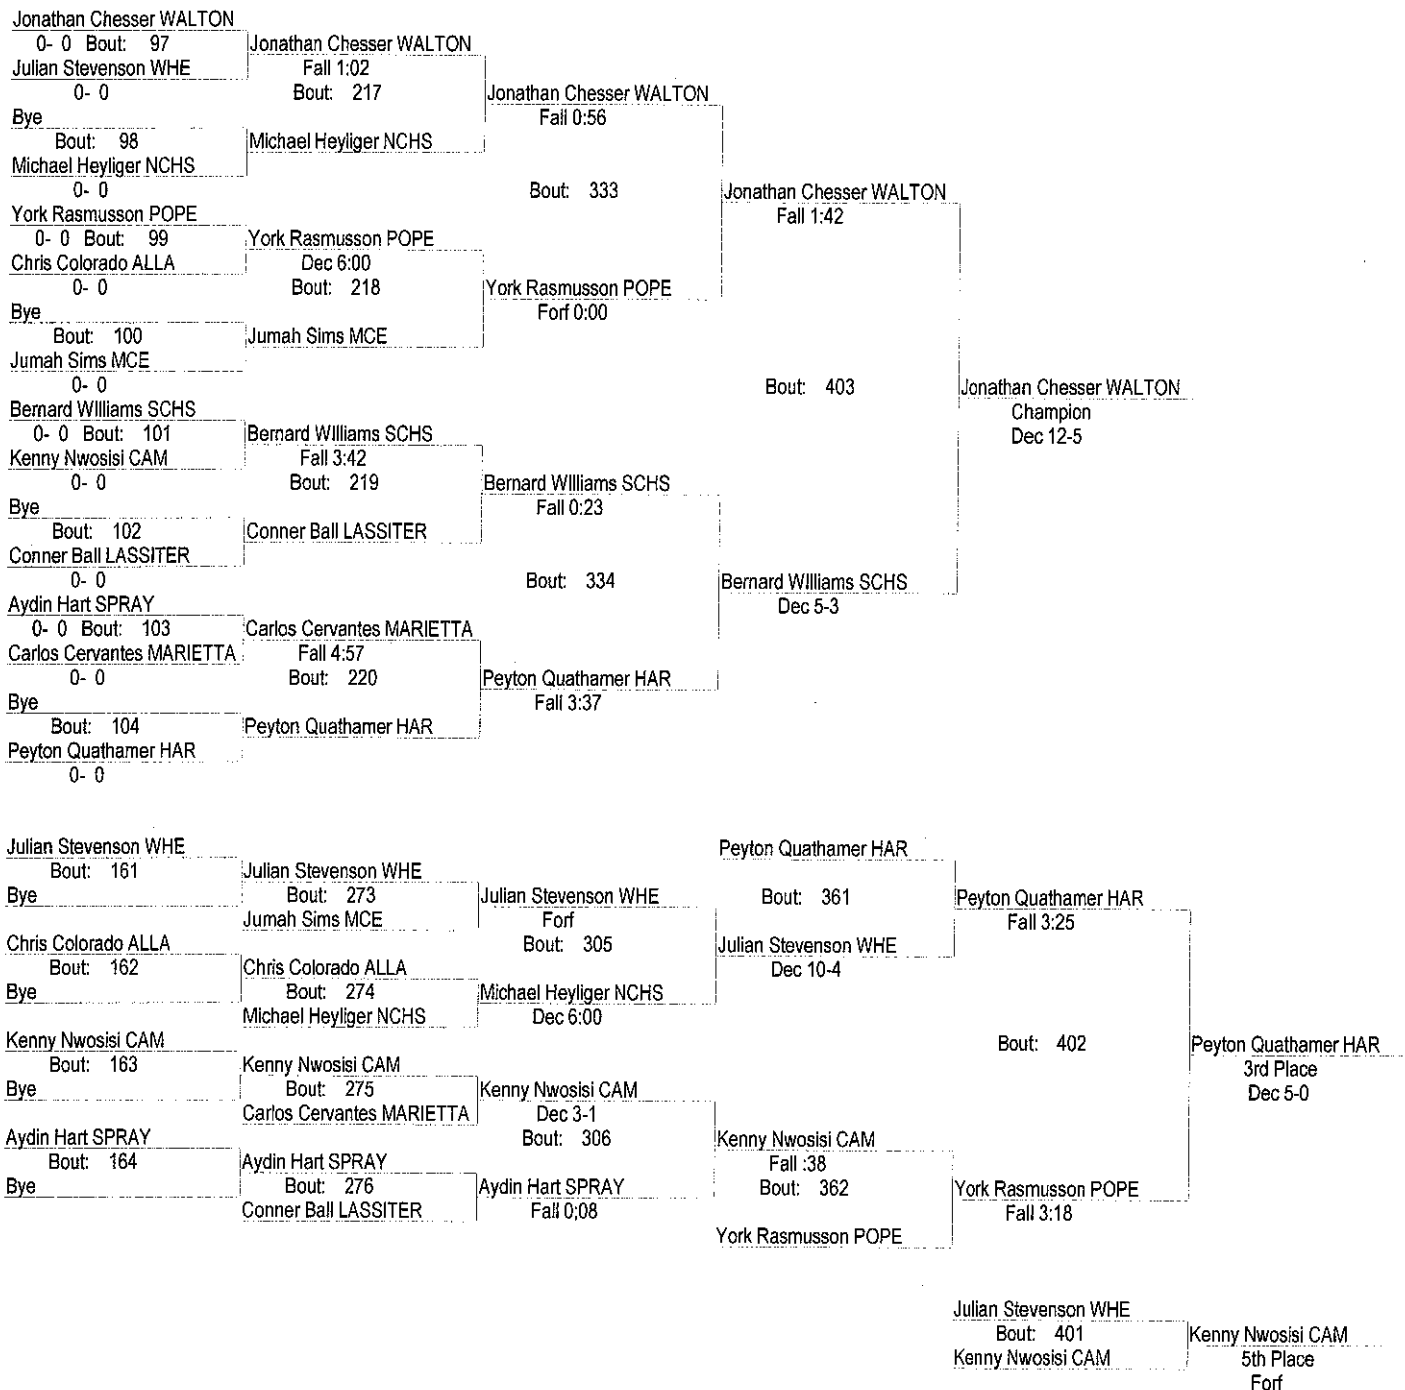 Jonathan Chesser WALTON
0- 0 Bout: 97
Julian Stevenson WHE
0- 0
Bye
Bout: 98
Michael Heyliger NCHS
0- 0
York Rasmusson POPE
0- 0 Bout: 99
Chris Colorado ALLA
0- 0
Bye
Bout: 100
Jumah Sims MCE
0- 0
Bernard WIlliams SCHS
0- 0 Bout: 101
Kenny Nwosisi CAM
0- 0
Bye
Bout: 102
Conner Ball LASSITER
0- 0
Aydin Hart SPRAY
0- 0 Bout: 103
Carlos Cervantes MARIETTA
0- 0
Bye
Bout: 104
Peyton Quathamer HAR
0- 0
Jonathan Chesser WALTON
Fall 1:02
Bout: 217
Michael Heyliger NCHS
York Rasmusson POPE
Dec 6:00
Bout: 218
Jumah Sims MCE
Bernard WIlliams SCHS
Fall 3:42
Bout: 219
Conner Ball LASSITER
Carlos Cervantes MARIETTA
Fall 4:57
Bout: 220
Peyton Quathamer HAR
Jonathan Chesser WALTON
Fall 0:56
Bout: 333
York Rasmusson POPE
Forf 0:00
Bernard WIlliams SCHS
Fall 0:23
Bout: 334
Peyton Quathamer HAR
Fall 3:37
Jonathan Chesser WALTON
Fall 1:42
Bout: 403
Bernard WIlliams SCHS
Dec 5-3
Jonathan Chesser WALTON
Champion
Dec 12-5
Julian Stevenson WHE
Bout: 161
Bye
Chris Colorado ALLA
Bout: 162
Bye
Kenny Nwosisi CAM
Bout: 163
Bye
Aydin Hart SPRAY
Bout: 164
Bye
Julian Stevenson WHE
Bout: 273
Jumah Sims MCE
Chris Colorado ALLA
Bout: 274
Michael Heyliger NCHS
Kenny Nwosisi CAM
Bout: 275
Carlos Cervantes MARIETTA
Aydin Hart SPRAY
Bout: 276
Conner Ball LASSITER
Julian Stevenson WHE
Forf
Bout: 305
Michael Heyliger NCHS
Dec 6:00
Kenny Nwosisi CAM
Dec 3-1
Bout: 306
Aydin Hart SPRAY
Fall 0;08
Peyton Quathamer HAR
Bout: 361
Julian Stevenson WHE
Dec 10-4
Kenny Nwosisi CAM
Fall :38
Bout: 362
York Rasmusson POPE
Peyton Quathamer HAR
Fall 3:25
Bout: 402
York Rasmusson POPE
Fall 3:18
Peyton Quathamer HAR
3rd Place
Dec 5-0
Julian Stevenson WHE
Bout: 401
Kenny Nwosisi CAM
Kenny Nwosisi CAM
5th Place
Forf